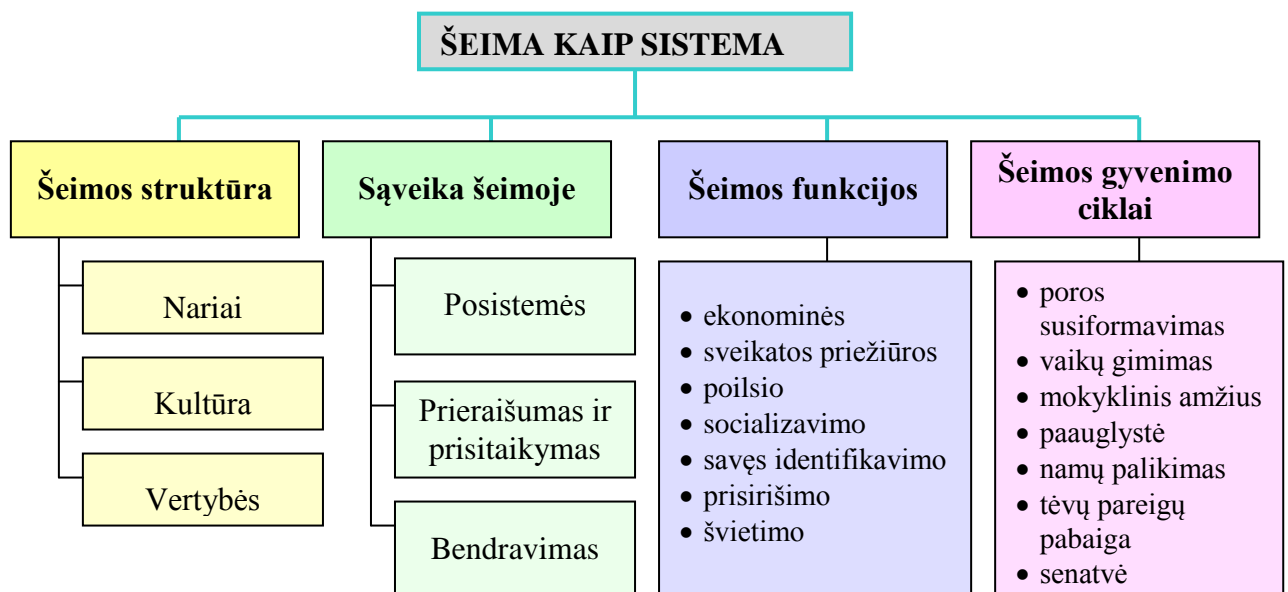 ŠEIMA KAIP SISTEMA
Šeimos struktūra
Nariai
Kultūra
Vertybės
Sąveika šeimoje
Posistemės
Prieraišumas ir
prisitaikymas
Bendravimas
Šeimos funkcijos
• ekonominės
• sveikatos priežiūros
• poilsio
• socializavimo
• savęs identifikavimo
• prisirišimo
• švietimo
Šeimos gyvenimo
ciklai
• poros
susiformavimas
• vaikų gimimas
• mokyklinis amžius
• paauglystė
• namų palikimas
• tėvų pareigų
pabaiga
• senatvė